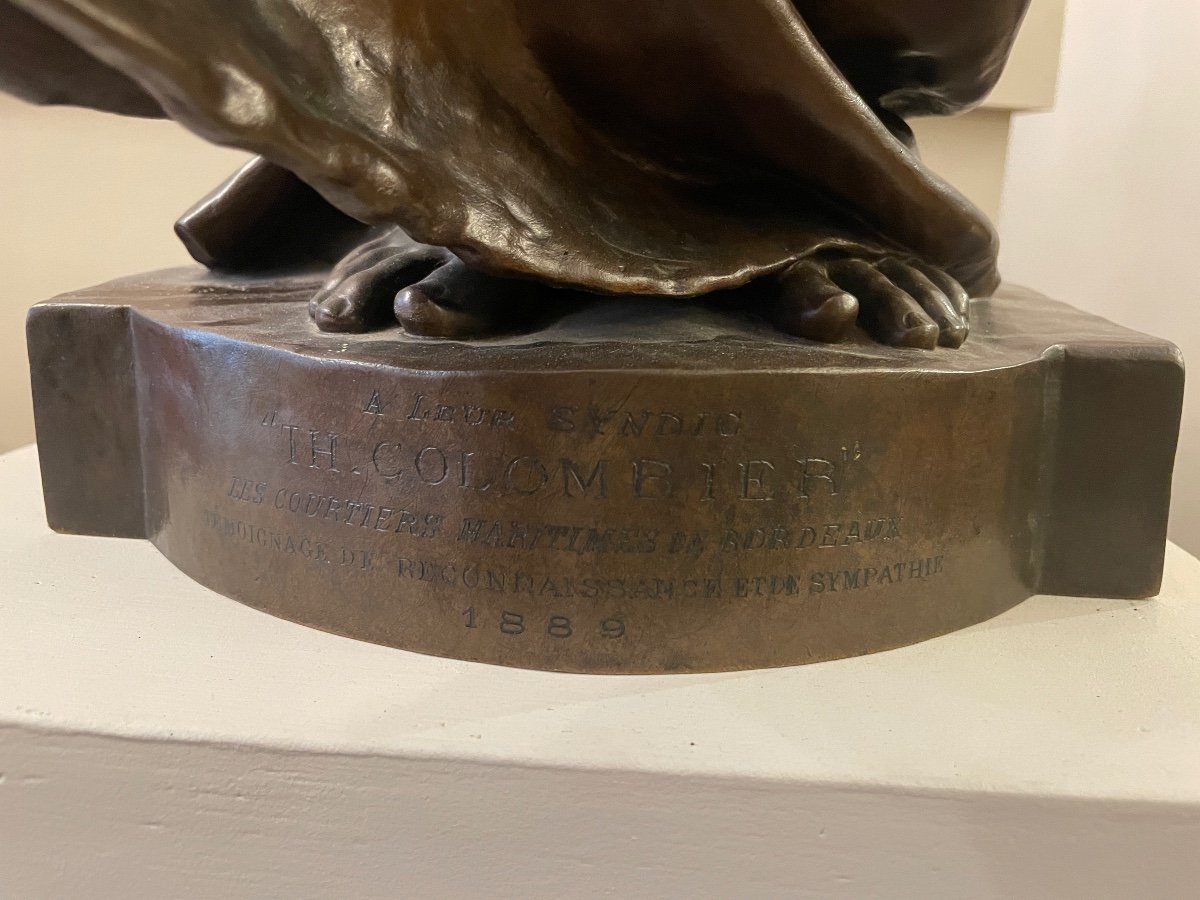 A LEUR SYNDIC
"TH. COLOMBIER"
LES COURTIERS MARITIMES DE BORDEAUX
TÉMOIGNAGE DE RECONNAISSANCE ET DE SYMPATHIE
1889